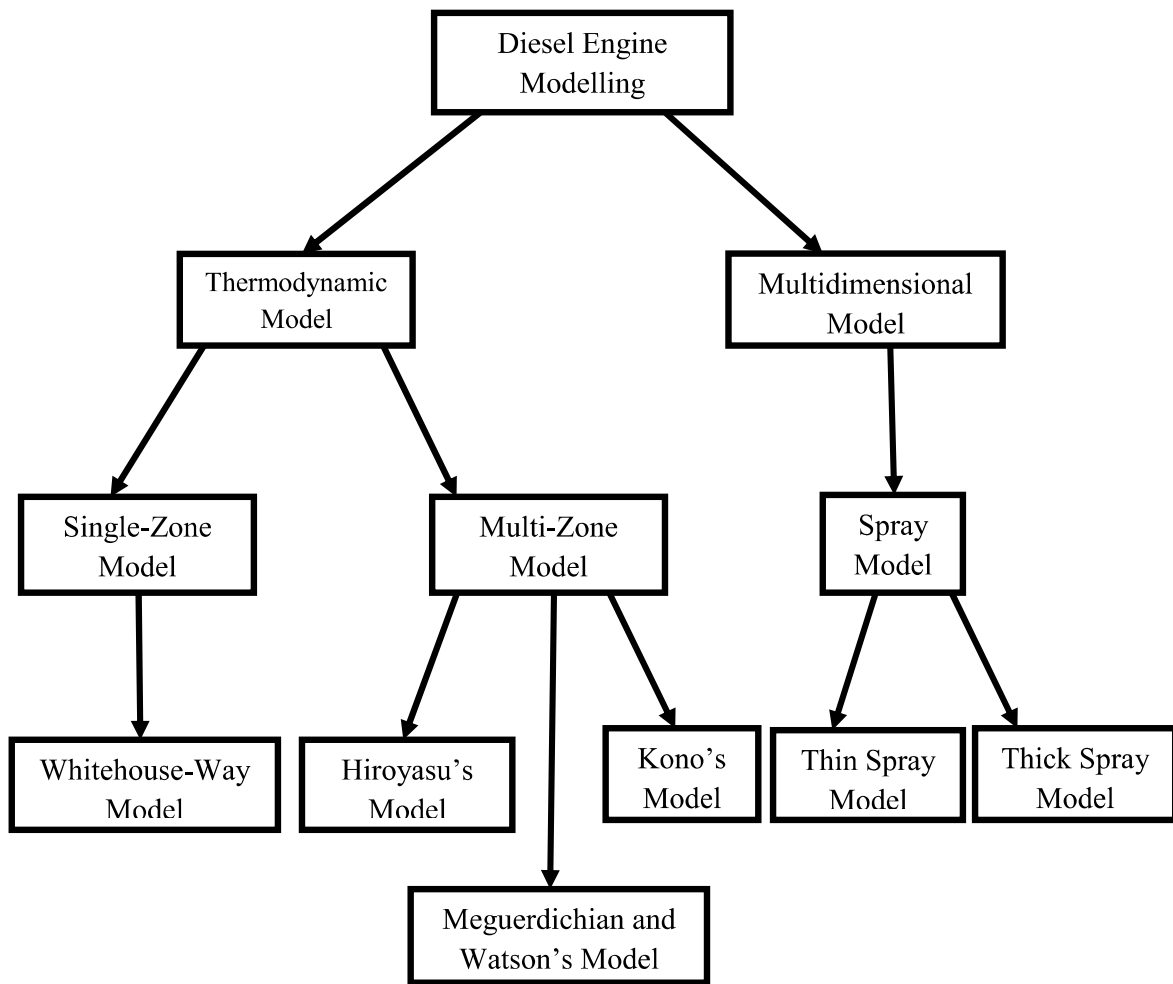 Diesel Engine
Modelling
Thermodynamic
Model
Multidimensional
Model
Single-Zone
Model
Multi-Zone
Model
Spray
Model
Whitehouse-Way
Model
Hiroyasu’s
Model
Kono’s
Model
Thin Spray
Model
Thick Spray
Model
Meguerdichian and
Watson’s Model